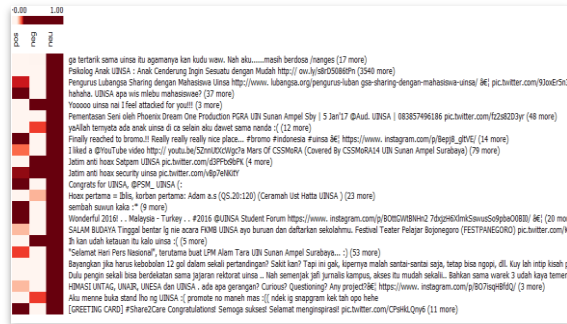 -0.00 1.00
pos neg neu
ga tertarik sama uinsa itu agamanya kan kudu waw. Nah aku......masih berdosa /nanges (17 more)
Psikolog Anak UINSA : Anak Cenderung Ingin Sesuatu dengan Mudah http:// ow.ly/sBrD5086tFn (3540 more)
Pengurus Lubangsa Sharing dengan Mahasiswa Uinsa http://www. lubangsa.org/pengurus-luban gsa-sharing-dengan-mahasiswa-uinsa/ â€¦ pic.twitter.com/9JoxEr5n
hahaha. UINSA apa wis mlebu mahasiswae? (37 more)
Yooooo uinsa nai I feel attacked for you!!! (3 more)
Pementasan Seni oleh Phoenix Dream One Production PGRA UIN Sunan Ampel Sby | 5 Jan'17 @Aud. UINSA | 083857496186 pic.twitter.com/fz2s82D3yr (48 more)
yaAllah ternyata ada anak uinsa di ca selain aku dawet sama nanda :( (12 more)
Finally reached to bromo.!! Really really really nice place... #bromo #indonesia #uinsa â€¦ https://www. instagram.com/p/BepjB_gltVE/ (14 more)
I liked a @YouTube video http:// youtu.be/5ZnnUtXcWgc?a Mars Of CSSMoRA (Covered By CSSMoRA14 UIN Sunan Ampel Surabaya) (79 more)
Jatim anti hoax Satpam UINSA pic.twitter.com/d3PFbx9bPK (4 more)
Jatim anti hoax security uinsa pic.twitter.com/vBp7eNKitY
Congrats for UINSA, @PSM_ UINSA (:
Hoax pertama = Iblis, korban pertama: Adam a.s (QS.20:120) (Ceramah Ust Hatta UINSA ) (23 more)
sembah suwun kaka :* (9 more)
Wonderful 2016! . . Malaysia - Turkey . . #2016 @UINSA Student Forum https://www. instagram.com/p/BOttGWtBNHn2 7dxjzH6XlmkSswusSo9pbaO0BI0/ â€¦ (20 mo
SALAM BUDAYA Tinggal bentar lg nie acara FKMB UINSA ayo buruan dan daftarkan sekolahmu. Festival Teater Pelajar Bojonegoro (FESTPANEGORO) pic.twitter.com/
Ih kan udah ketauan itu kalo uinsa :( (5 more)
"Selamat Hari Pers Nasional", terutama buat LPM Alam Tara UIN Sunan Ampel Surabaya... :) (53 more)
Bayangkan jika harus kebobolan 12 gol dalam sekali pertandingan? Sakit kan? Tapi ini gak, kipernya malah santai-santai saja, tetap bisa ngopi, dll. Kuy lah intip kisah
Dulu pengin sekali bisa berdekatan sama jajaran rektorat uinsa .. Nah semenjak jafi jurnalis kampus, akses itu mudah sekali.. Bahkan sama warek 3 udah kaya temer
HIMASI UNTAG, UNAIR, UNESA dan UINSA . ada apa gerangan? Curious? Questioning? Any project?â€¦ https://www. instagram.com/p/BO7isqHBfdQ/ (3 more)
Aku menne buka stand lho ng UINSA :[ promote no maneh mas :[[ ndek ig snapgram kek tah opo hehe
[GREETING CARD] #Share2Care Congratulations! Semoga sukses! Selamat menginspirasi! pic.twitter.com/CPsHkLQny6 (11 more)